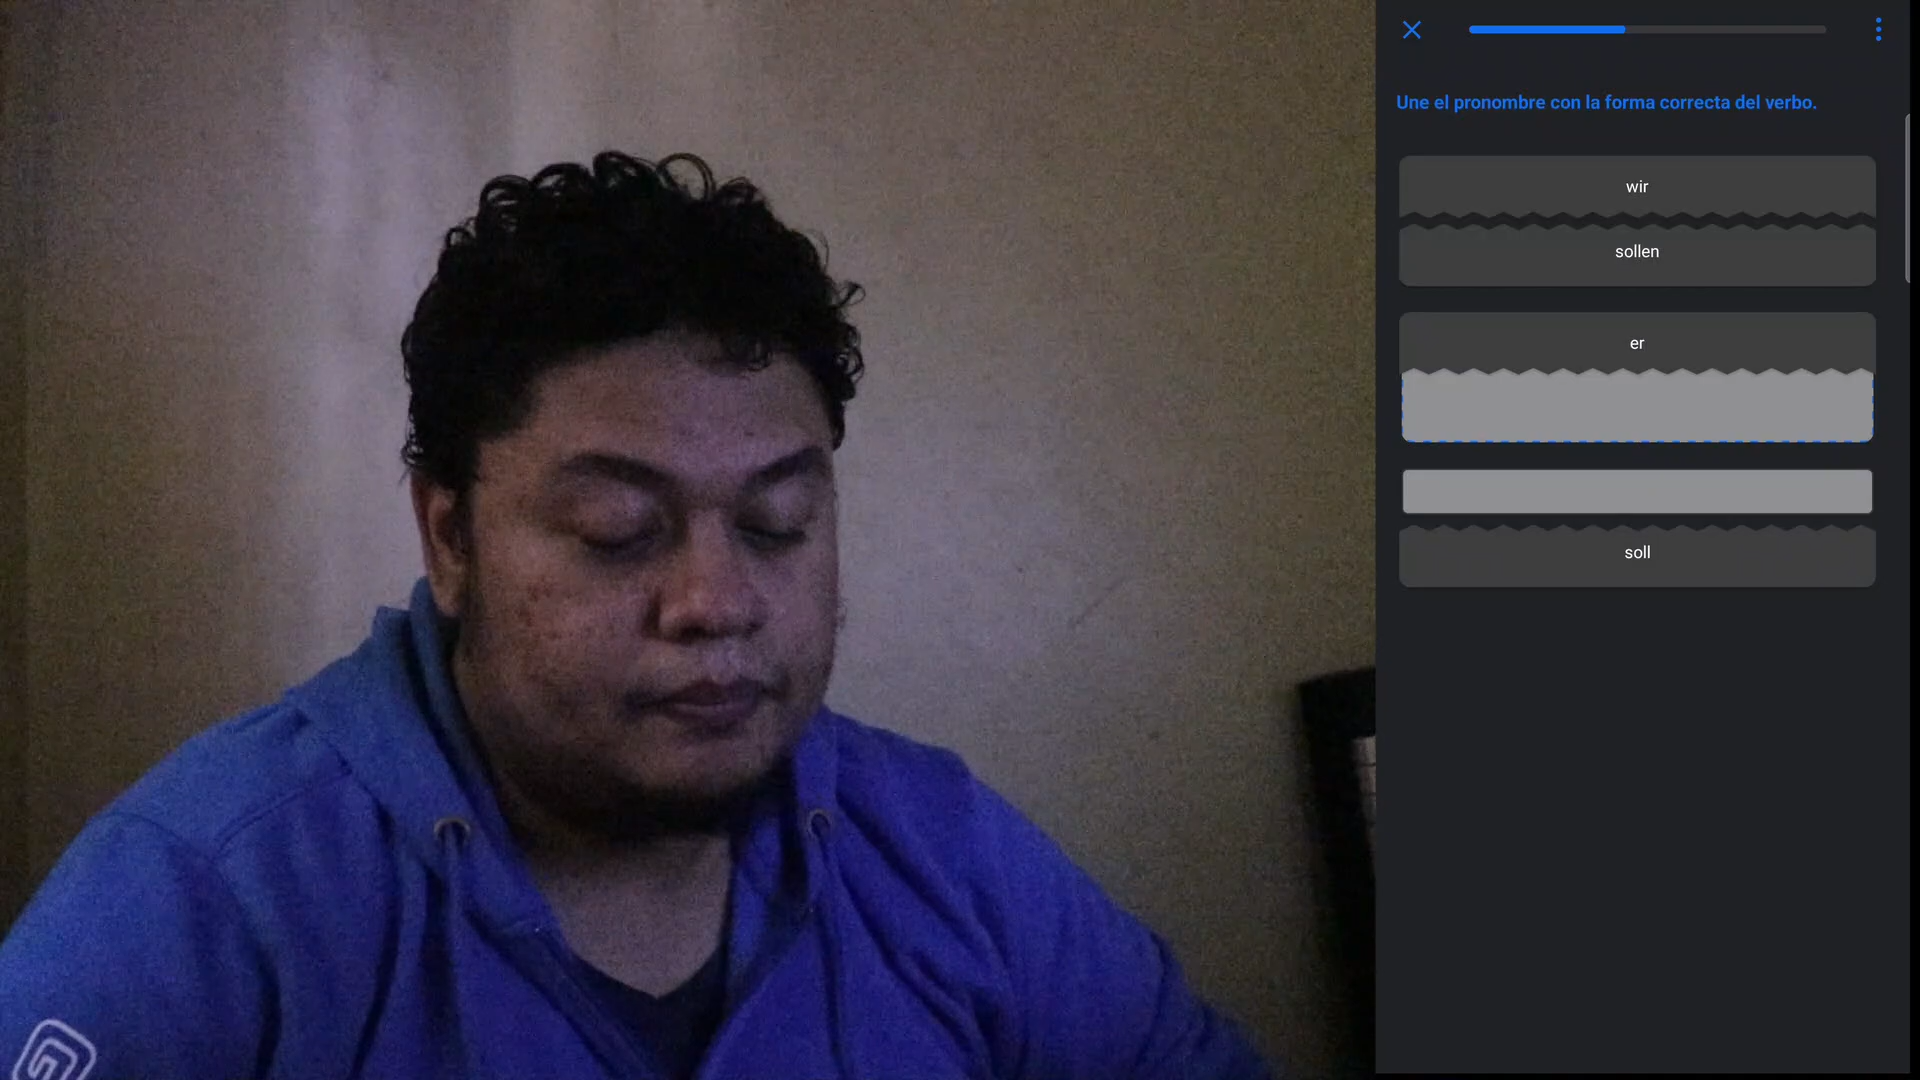 Une el pronombre con la forma correcta del verbo.
wir
sollen
er
soll